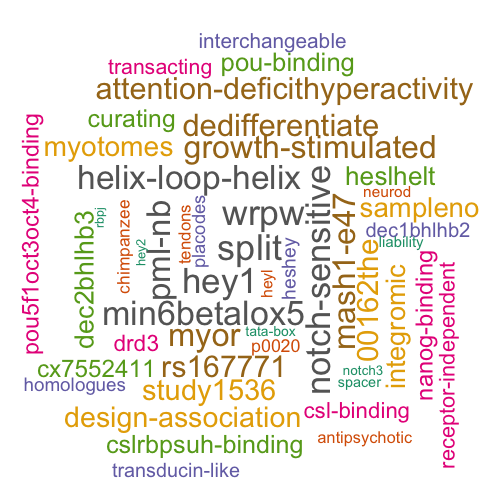 interchangeable
transacting pou-binding
attention-deficithyperactivity
curating dedifferentiate
myotomes growth-stimulated
helix-loop-helix heslhelt
neurod
wrpw sampleno
split dec1bhlhb2
liability
hey1 heyl
min6betalox5
tata-box
myor p0020
drd3
cx7552411 rs167771 notch3
homologues study1536 spacer
design-association csl-binding
cslrbpsuh-binding antipsychotic
transducin-like
pou5f1oct3oct4-binding
dec2bhlhb3
rbpj
chimpanzee
hey2
pml-nb
tendons
placodes
heshey
notch-sensitive
mash1-e47
00162the
integromic
nanog-binding
receptor-independent